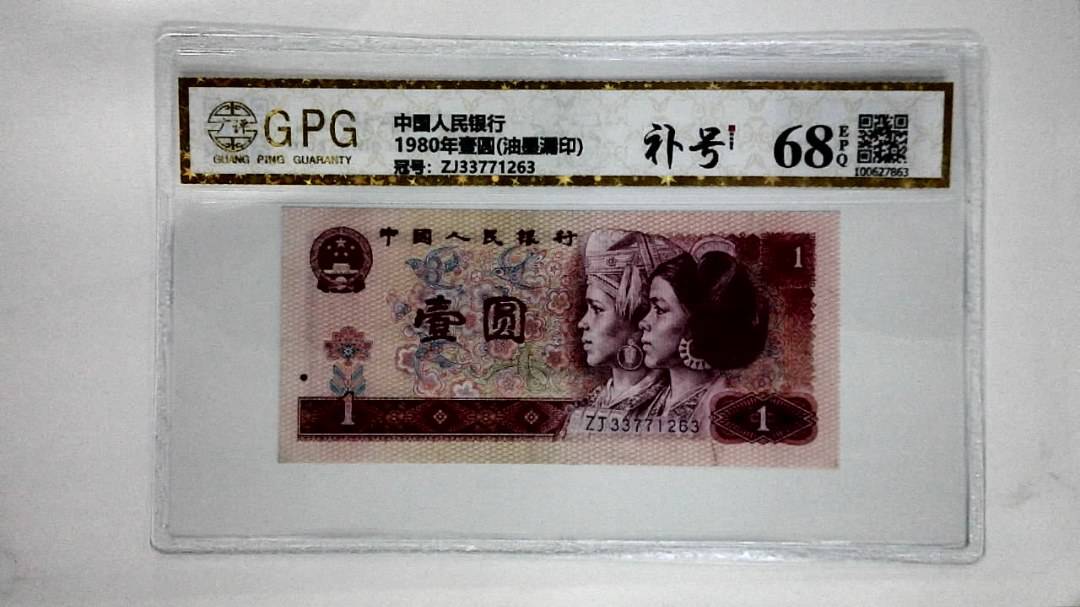 广评
GPG
GUANG PING GUARANTY
中国人民银行
1980年壹圆(油墨漏印)
冠号: ZJ33771263
补号
68
EPQ
100627863
中国人民银行
1
壹圆
1
1
ZJ33771263